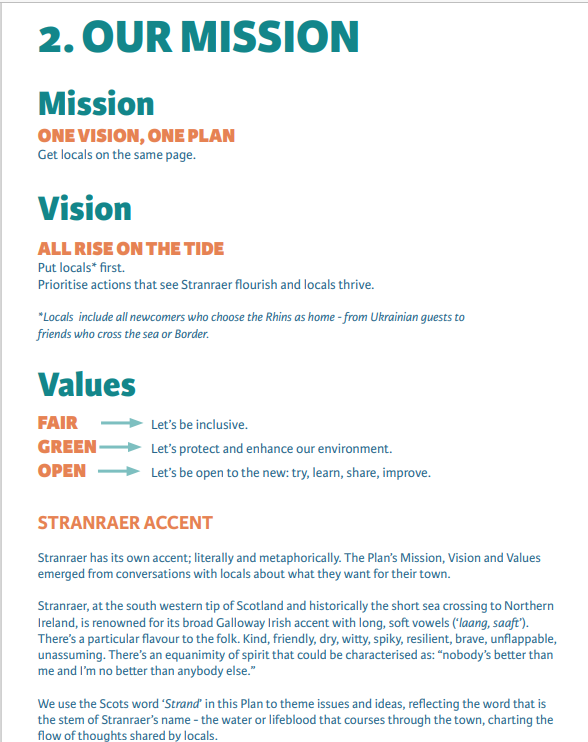 2. OUR MISSION
Mission
ONE VISION, ONE PLAN
Get locals on the same page.
Vision
ALL RISE ON THE TIDE
Put locals* first.
Prioritise actions that see Stranraer flourish and locals thrive.
*Locals include all newcomers who choose the Rhins as home - from Ukrainian guests to
friends who cross the sea or Border.
Values
FAIR Let's be inclusive.
GREEN Let's protect and enhance our environment.
OPEN Let's be open to the new: try, learn, share, improve.
STRANRAER ACCENT
Stranraer has its own accent; literally and metaphorically. The Plan's Mission, Vision and Values
emerged from conversations with locals about what they want for their town.
Stranraer, at the south western tip of Scotland and historically the short sea crossing to Northern
Ireland, is renowned for its broad Galloway Irish accent with long, soft vowels ('laang, saaft').
There's a particular flavour to the folk. Kind, friendly, dry, witty, spiky, resilient, brave, unflappable,
unassuming. There's an equanimity of spirit that could be characterised as: "nobody's better than
me and I'm no better than anybody else."
We use the Scots word 'Strand' in this Plan to theme issues and ideas, reflecting the word that is
the stem of Stranraer's name - the water or lifeblood that courses through the town, charting the
flow of thoughts shared by locals.